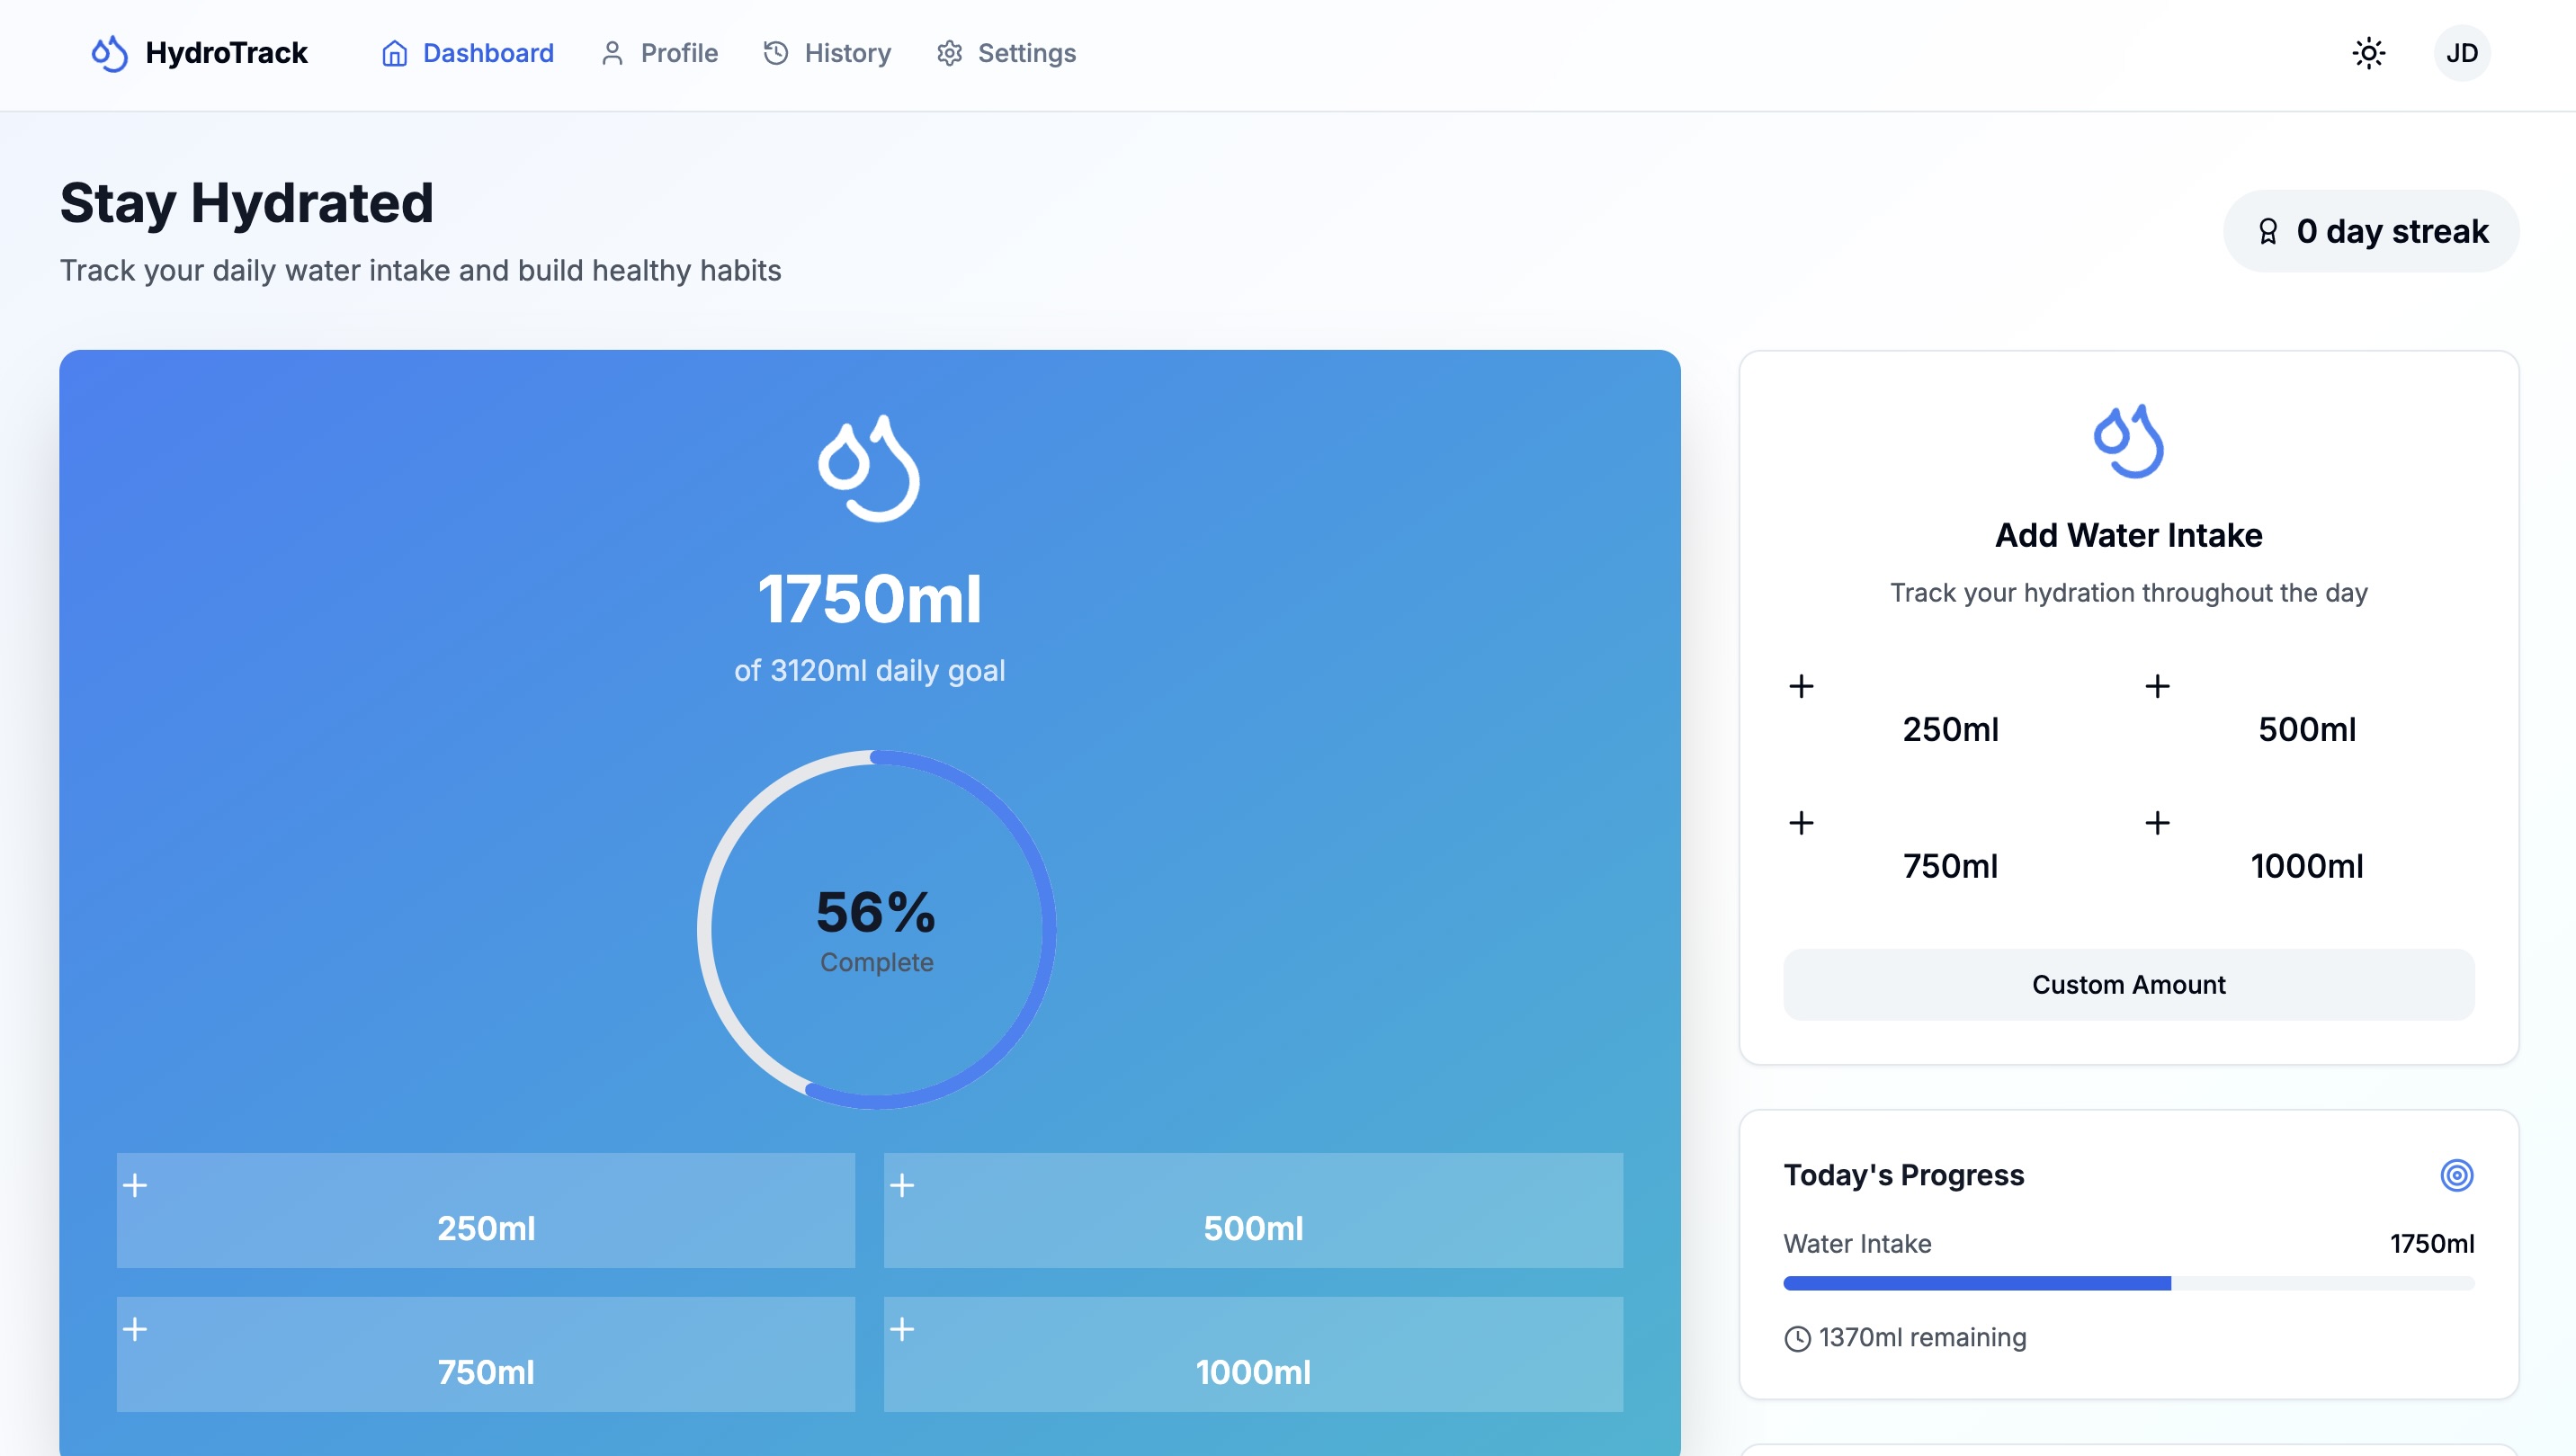 HydroTrack
Dashboard
Profile
History
Settings
JD
Stay Hydrated
Track your daily water intake and build healthy habits
0 day streak
1750ml
of 3120ml daily goal
56%
Complete
250ml
500ml
750ml
1000ml
Add Water Intake
Track your hydration throughout the day
250ml
500ml
750ml
1000ml
Custom Amount
Today's Progress
Water Intake
1750ml
1370ml remaining